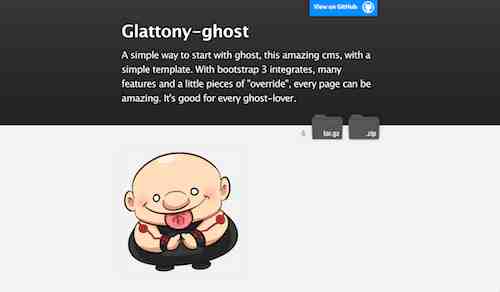 View on GitHub
Glattony-ghost
A simple way to start with ghost, this amazing cms, with a
simple template. With bootstrap 3 integrates, many
features and a little pieces of "override", every page can be
amazing. It's good for every ghost-lover.
tar.gz
.zip